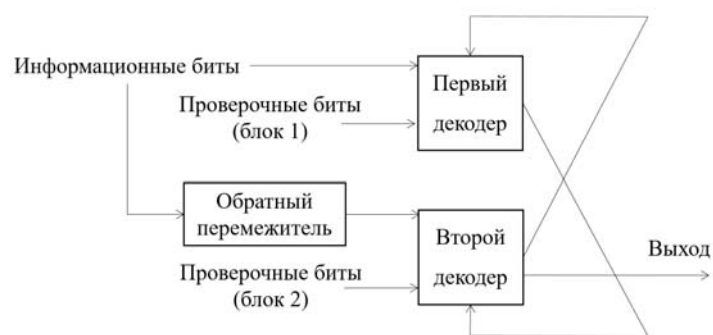 Информационные биты
Первый
декодер
Проверочные биты
(блок 1)
Обратный
перемежитель
Второй
декодер
Выход
Проверочные биты
(блок 2)